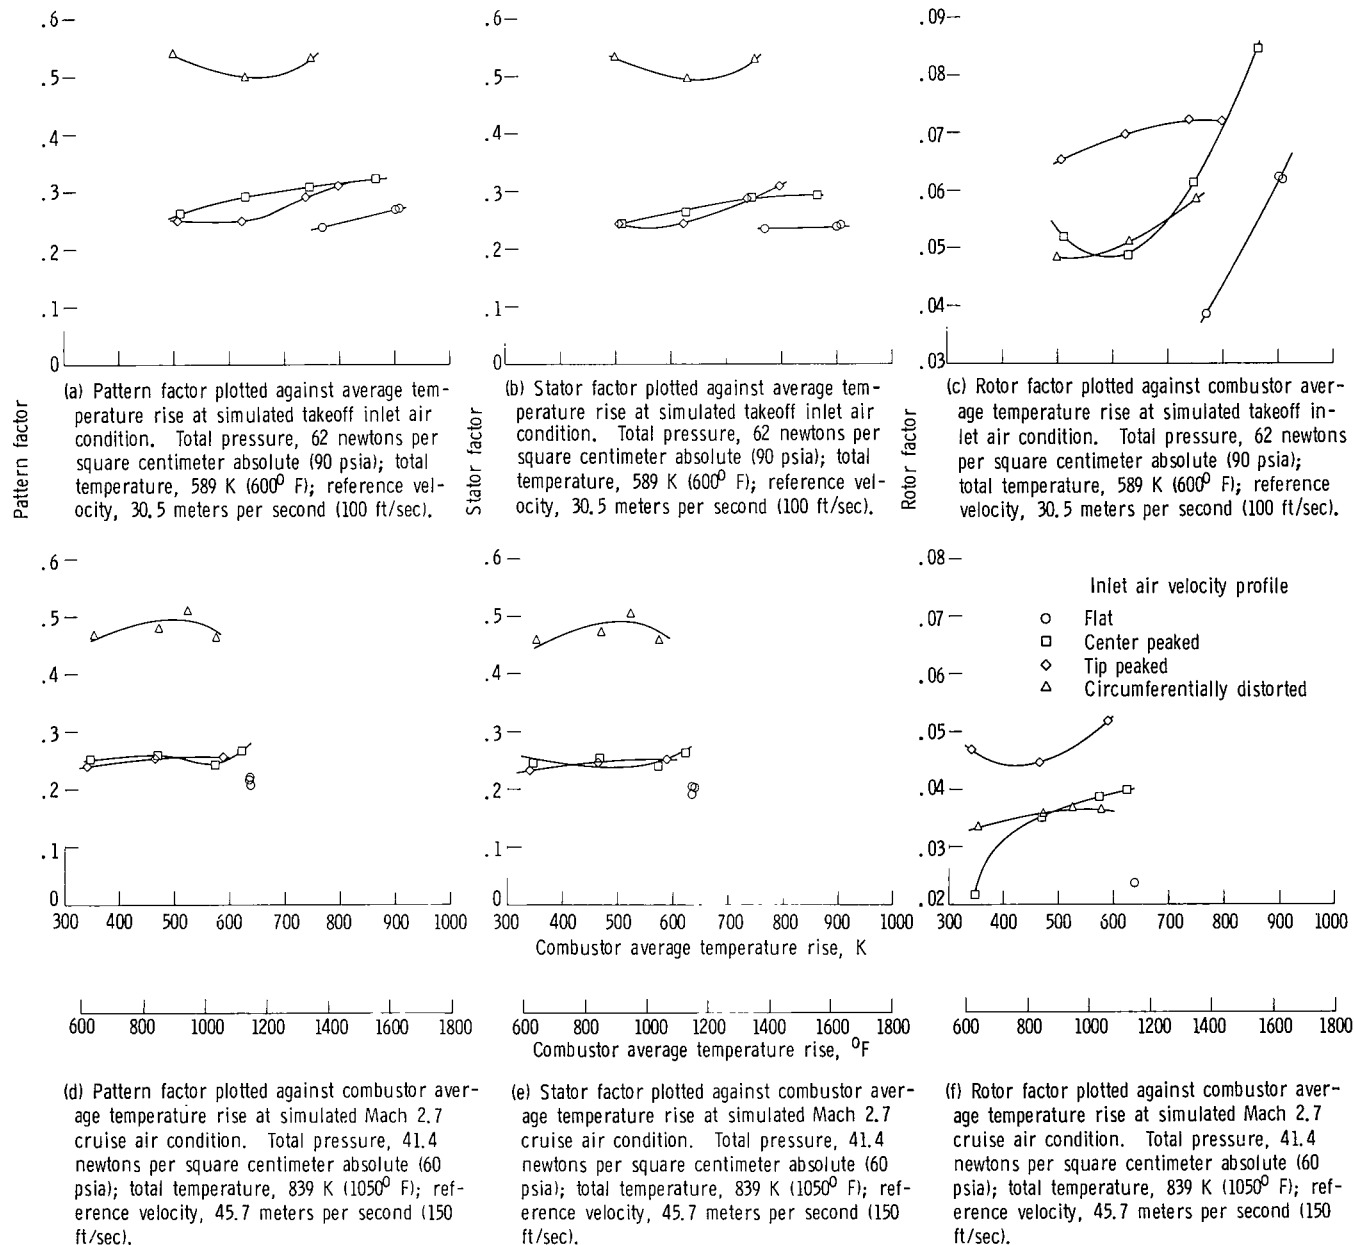 Pattern factor
.6
.5
.4
.3
.2
.1
0
(a) Pattern factor plotted against average tem-
perature rise at simulated takeoff inlet air
condition. Total pressure, 62 newtons per
square centimeter absolute (90 psia); total
temperature, 589 K (600⁰ F); reference vel-
ocity, 30.5 meters per second (100 ft/sec).
Stator factor
.6
.5
.4
.3
.2
.1
0
(b) Stator factor plotted against average tem-
perature rise at simulated takeoff inlet air
condition. Total pressure, 62 newtons per
square centimeter absolute (90 psia); total
temperature, 589 K (600⁰ F); reference vel-
ocity, 30.5 meters per second (100 ft/sec).
Rotor factor
.09
.08
.07
.06
.05
.04
.03
(c) Rotor factor plotted against combustor aver-
age temperature rise at simulated takeoff in-
let air condition. Total pressure, 62 newtons
per square centimeter absolute (90 psia);
total temperature, 589 K (600⁰ F); reference
velocity, 30.5 meters per second (100 ft/sec).
.6
.5
.4
.3
.2
.1
0
300 400 500 600 700 800 900 1000
.6
.5
.4
.3
.2
.1
0
300 400 500 600 700 800 900 1000
.08
.07
.06
.05
.04
.03
.02
300 400 500 600 700 800 900 1000
Inlet air velocity profile
Flat
Center peaked
Tip peaked
Circumferentially distorted
Combustor average temperature rise, K
600 800 1000 1200 1400 1600 1800
600 800 1000 1200 1400 1600 1800
600 800 1000 1200 1400 1600 1800
Combustor average temperature rise, ⁰F
(d) Pattern factor plotted against combustor aver-
age temperature rise at simulated Mach 2.7
cruise air condition. Total pressure, 41.4
newtons per square centimeter absolute (60
psia); total temperature, 839 K (1050⁰ F); ref-
erence velocity, 45.7 meters per second (150
ft/sec).
(e) Stator factor plotted against combustor aver-
age temperature rise at simulated Mach 2.7
cruise air condition. Total pressure, 41.4
newtons per square centimeter absolute (60
psia); total temperature, 839 K (1050⁰ F); ref-
erence velocity, 45.7 meters per second (150
ft/sec).
(f) Rotor factor plotted against combustor aver-
age temperature rise at simulated Mach 2.7
cruise air condition. Total pressure, 41.4
newtons per square centimeter absolute (60
psia); total temperature, 839 K (1050⁰ F); ref-
erence velocity, 45.7 meters per second (150
ft/sec).